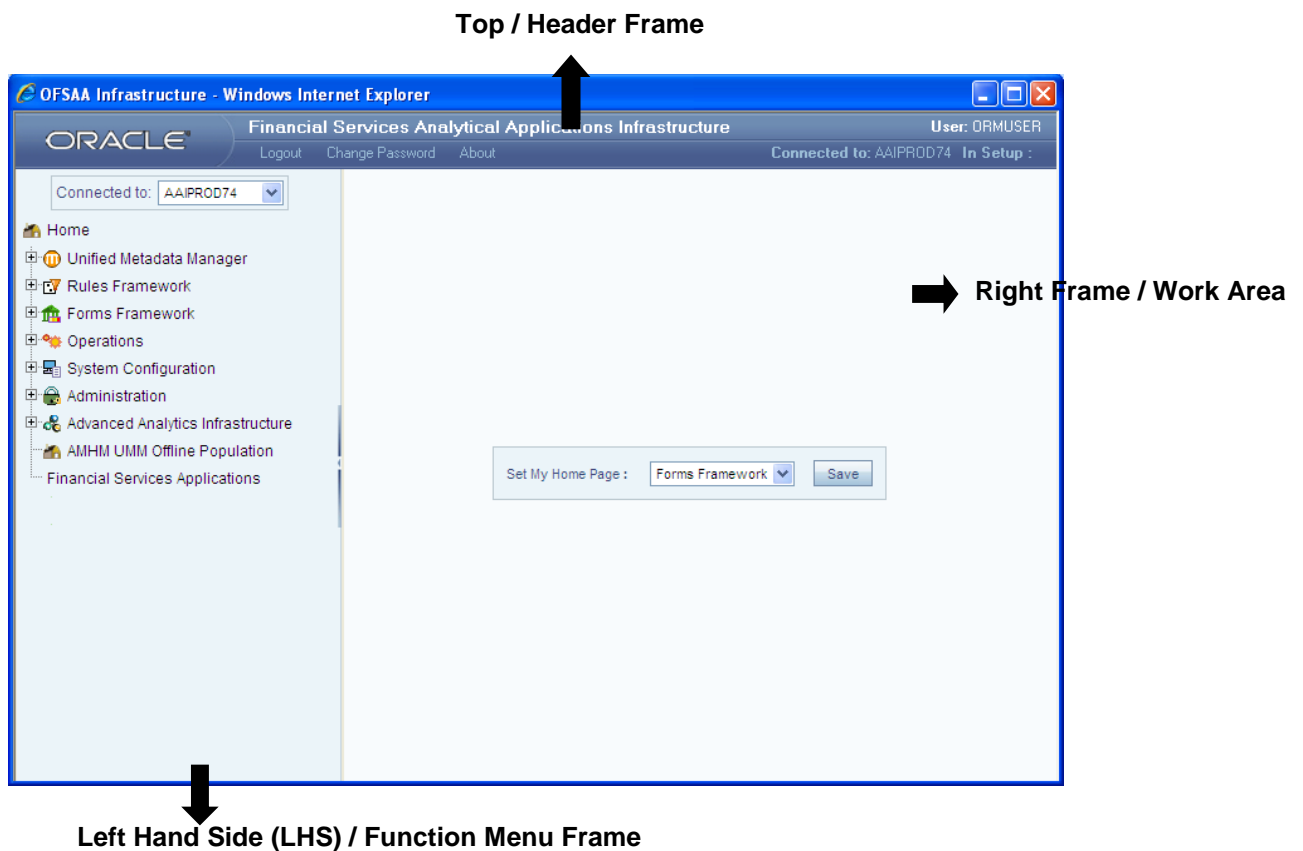 Top / Header Frame
OFSAA Infrastructure - Windows Internet Explorer
ORACLE
Financial Services Analytical Applications Infrastructure
User: ORMUSER
Logout Change Password About
Connected to: AAIPROD74 In Setup :
Connected to: AAIPROD74
Home
Unified Metadata Manager
Rules Framework
Forms Framework
Operations
System Configuration
Administration
Advanced Analytics Infrastructure
AMHM UMM Offline Population
Financial Services Applications
Set My Home Page : Forms Framework Save
Right Frame / Work Area
Left Hand Side (LHS) / Function Menu Frame